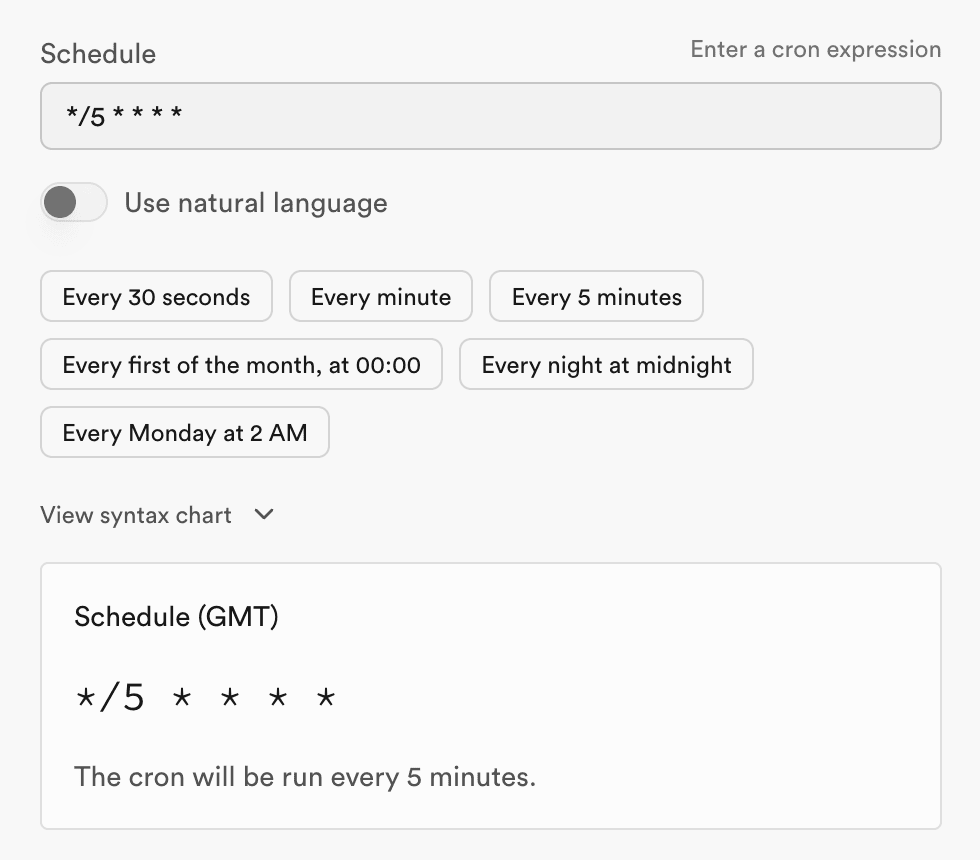 Schedule
Enter a cron expression
*/5 * * * *
Use natural language
Every 30 seconds
Every minute
Every 5 minutes
Every first of the month, at 00:00
Every night at midnight
Every Monday at 2 AM
View syntax chart
Schedule (GMT)
*/5 * * * *
The cron will be run every 5 minutes.